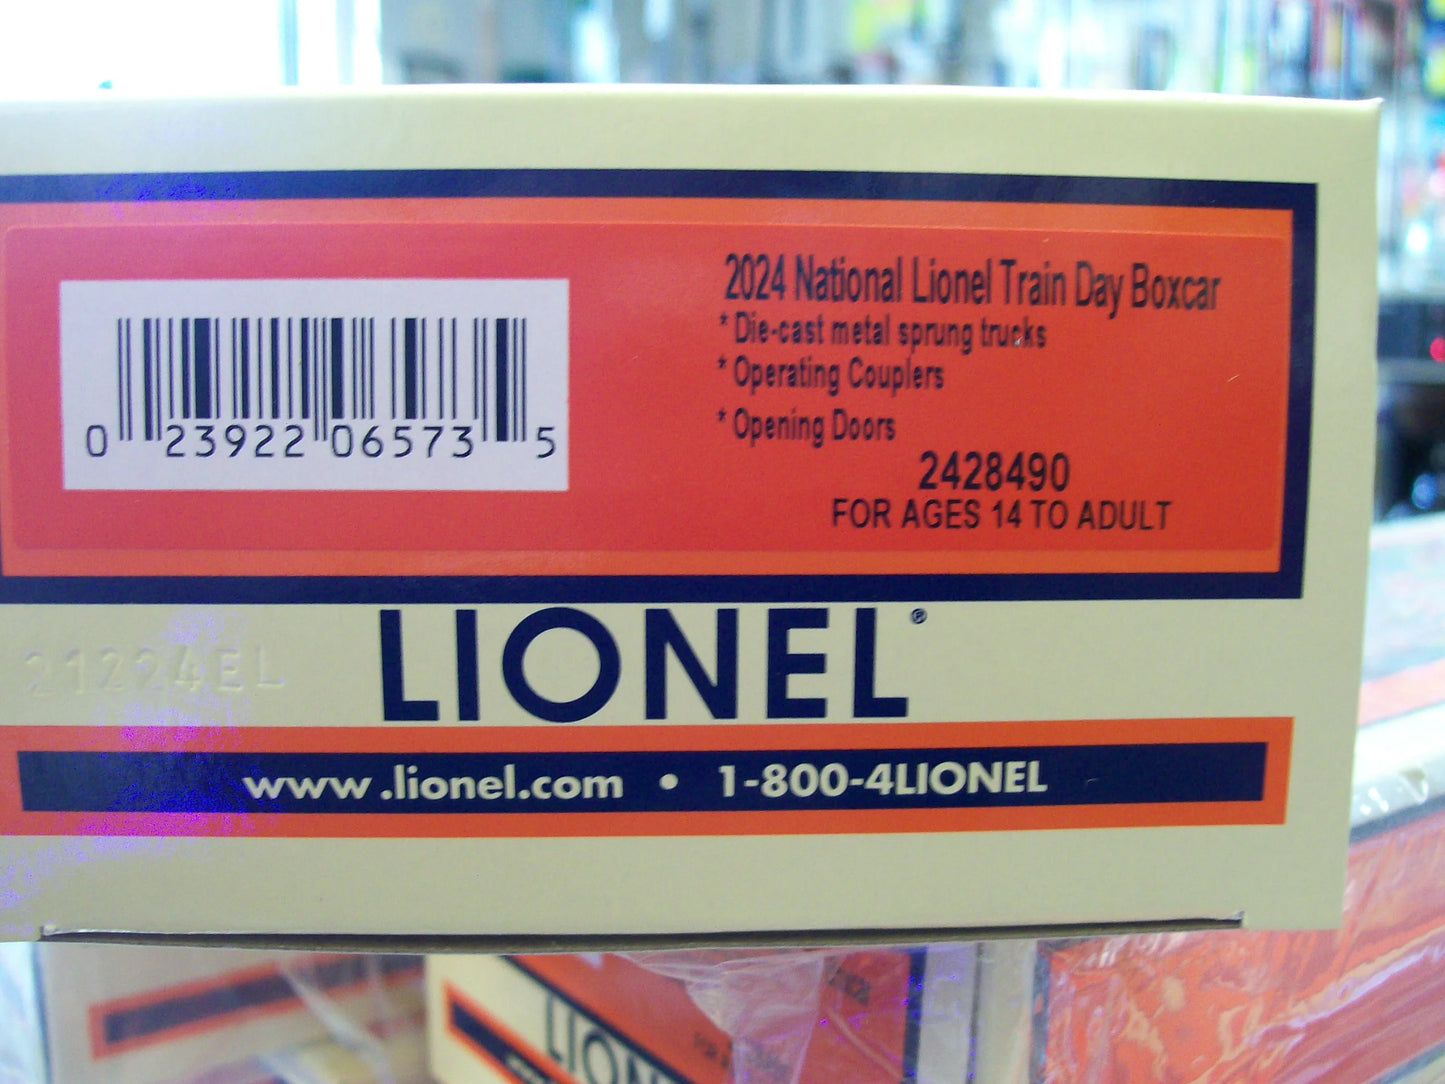 2024 National Lionel Train Day Boxcar
* Die-cast metal sprung trucks
* Operating Couplers
* Opening Doors
2428490
FOR AGES 14 TO ADULT
0 23922 06573 5
LIONEL®
21224EL
www.lionel.com • 1-800-4LIONEL
LIONEL